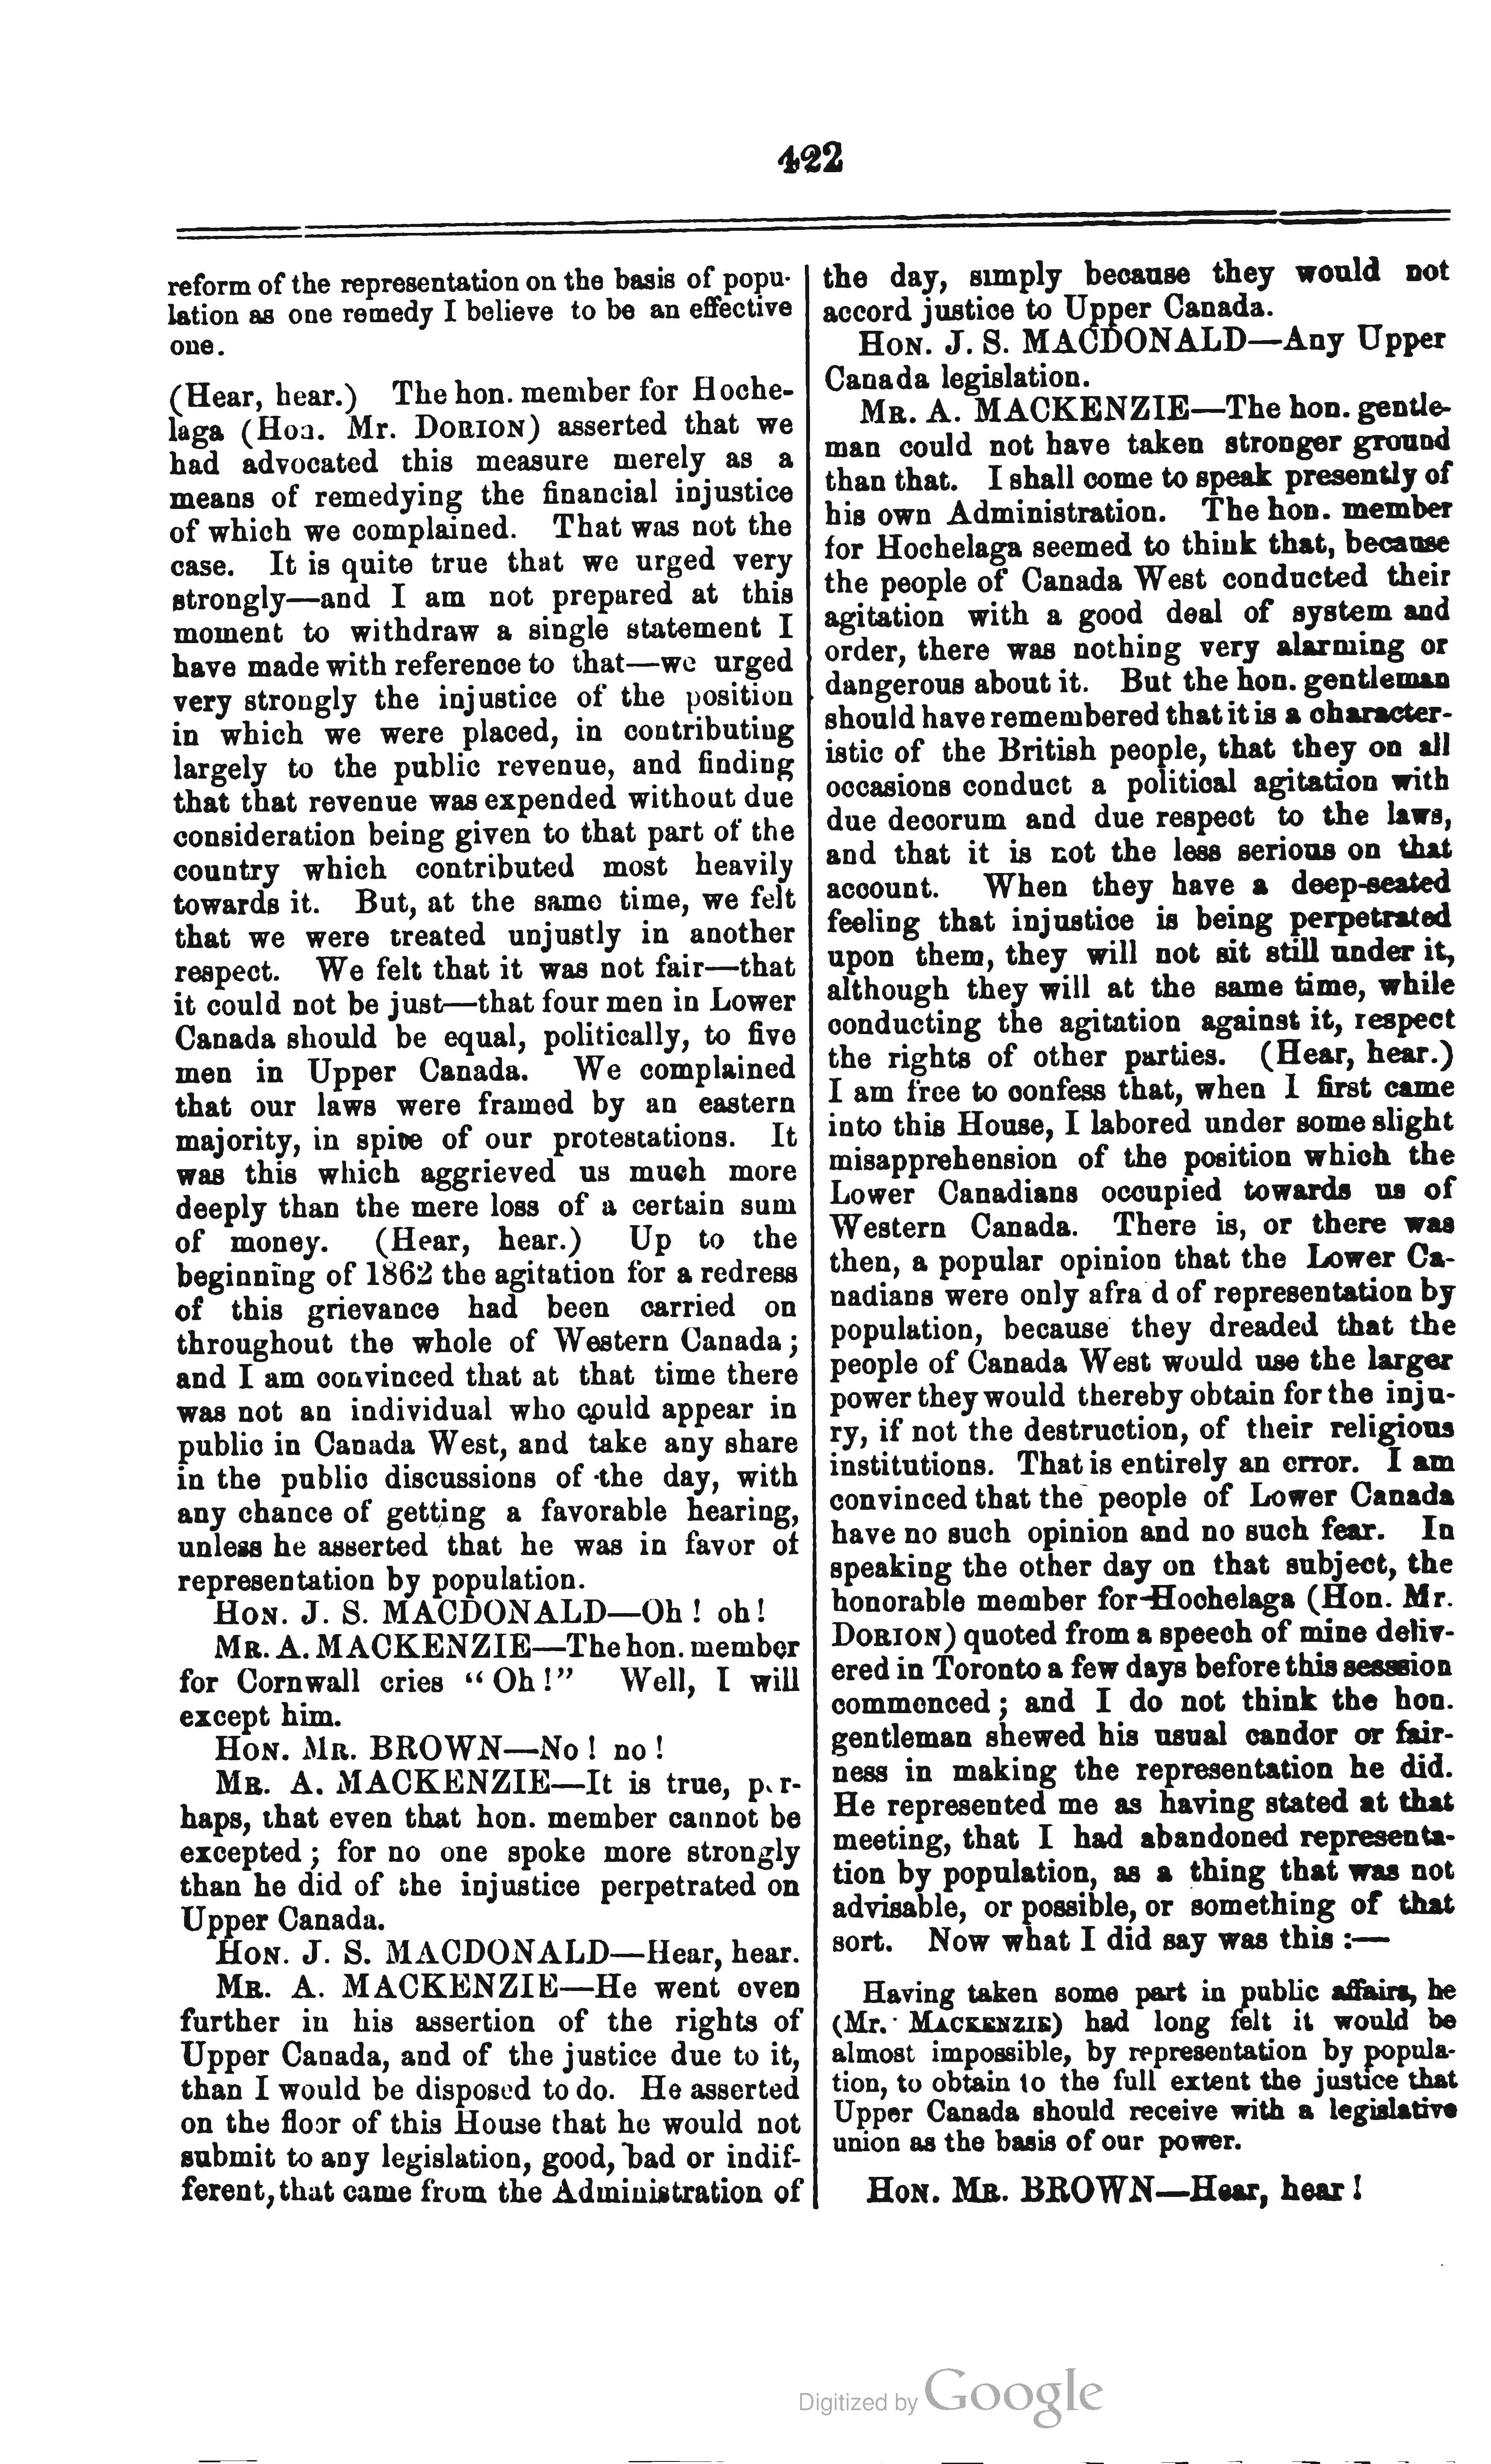 422
reform of the representation on the basis of popu-
lation as one remedy I believe to be an effective
one.
(Hear, hear.) The hon. member for Hoche-
laga (Hon. Mr. DORION) asserted that we
had advocated this measure merely as a
means of remedying the financial injustice
of which we complained. That was not the
case. It is quite true that we urged very
strongly—and I am not prepared at this
moment to withdraw a single statement I
have made with reference to that—we urged
very strongly the injustice of the position
in which we were placed, in contributing
largely to the public revenue, and finding
that that revenue was expended without due
consideration being given to that part of the
country which contributed most heavily
towards it. But, at the same time, we felt
that we were treated unjustly in another
respect. We felt that it was not fair—that
it could not be just—that four men in Lower
Canada should be equal, politically, to five
men in Upper Canada. We complained
that our laws were framed by an eastern
majority, in spite of our protestations. It
was this which aggrieved us much more
deeply than the mere loss of a certain sum
of money. (Hear, hear.) Up to the
beginning of 1862 the agitation for a redress
of this grievance had been carried on
throughout the whole of Western Canada;
and I am convinced that at that time there
was not an individual who could appear in
public in Canada West, and take any share
in the public discussions of the day, with
any chance of getting a favorable hearing,
unless he asserted that he was in favor of
representation by population.
HON. J. S. MACDONALD—Oh! oh!
MR. A. MACKENZIE—The hon. member
for Cornwall cries "Oh!" Well, I will
except him.
HON. MR. BROWN—No! no!
MR. A. MACKENZIE—It is true, per-
haps, that even that hon. member cannot be
excepted; for no one spoke more strongly
than he did of the injustice perpetrated on
Upper Canada.
HON. J. S. MACDONALD—Hear, hear.
MR. A. MACKENZIE—He went even
further in his assertion of the rights of
Upper Canada, and of the justice due to it,
than I would be disposed to do. He asserted
on the floor of this House that he would not
submit to any legislation, good, bad or indif-
ferent, that came from the Administration of
the day, simply because they would not
accord justice to Upper Canada.
HON. J. S. MACDONALD—Any Upper
Canada legislation.
MR. A. MACKENZIE—The hon. gentle-
man could not have taken stronger ground
than that. I shall come to speak presently of
his own Administration. The hon. member
for Hochelaga seemed to think that, because
the people of Canada West conducted their
agitation with a good deal of system and
order, there was nothing very alarming or
dangerous about it. But the hon. gentleman
should have remembered that it is a character-
istic of the British people, that they on all
occasions conduct a political agitation with
due decorum and due respect to the laws,
and that it is not the less serious on that
account. When they have a deep-seated
feeling that injustice is being perpetrated
upon them, they will not sit still under it,
although they will at the same time, while
conducting the agitation against it, respect
the rights of other parties. (Hear, hear.)
I am free to confess that, when I first came
into this House, I labored under some slight
misapprehension of the position which the
Lower Canadians occupied towards us of
Western Canada. There is, or there was
then, a popular opinion that the Lower Ca-
nadians were only afra d of representation by
population, because they dreaded that the
people of Canada West would use the larger
power they would thereby obtain for the inju-
ry, if not the destruction, of their religious
institutions. That is entirely an error. I am
convinced that the people of Lower Canada
have no such opinion and no such fear. In
speaking the other day on that subject, the
honorable member for Hochelaga (Hon. Mr.
DORION) quoted from a speech of mine deliv-
ered in Toronto a few days before this sesssion
commenced; and I do not think the hon.
gentleman shewed his usual candor or fair-
ness in making the representation he did.
He represented me as having stated at that
meeting, that I had abandoned representa-
tion by population, as a thing that was not
advisable, or possible, or something of that
sort. Now what I did say was this:—
Having taken some part in public affairs, he
(Mr. MACKENZIE) had long felt it would be
almost impossible, by representation by popula-
tion, to obtain to the full extent the justice that
Upper Canada should receive with a legislative
union as the basis of our power.
HON. MR. BROWN—Hear, hear!
Digitized by Google